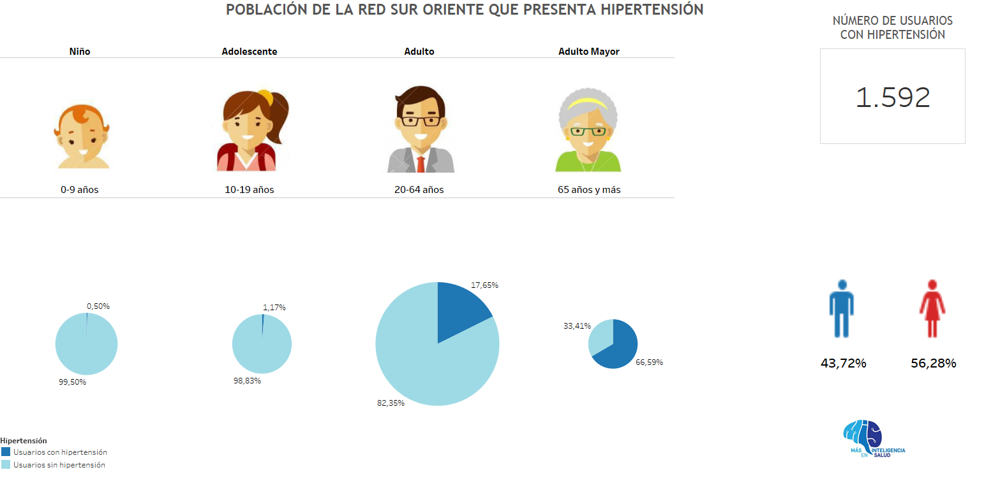 POBLACIÓN DE LA RED SUR ORIENTE QUE PRESENTA HIPERTENSIÓN
NÚMERO DE USUARIOS
CON HIPERTENSIÓN
1.592
Niño
Adolescente
Adulto
Adulto Mayor
0-9 años
10-19 años
20-64 años
65 años y más
0,50%
99,50%
1,17%
98,83%
17,65%
82,35%
33,41%
66,59%
43,72%
56,28%
Hipertensión
Usuarios con hipertensión
Usuarios sin hipertensión
MÁS INTELIGENCIA
EN SALUD